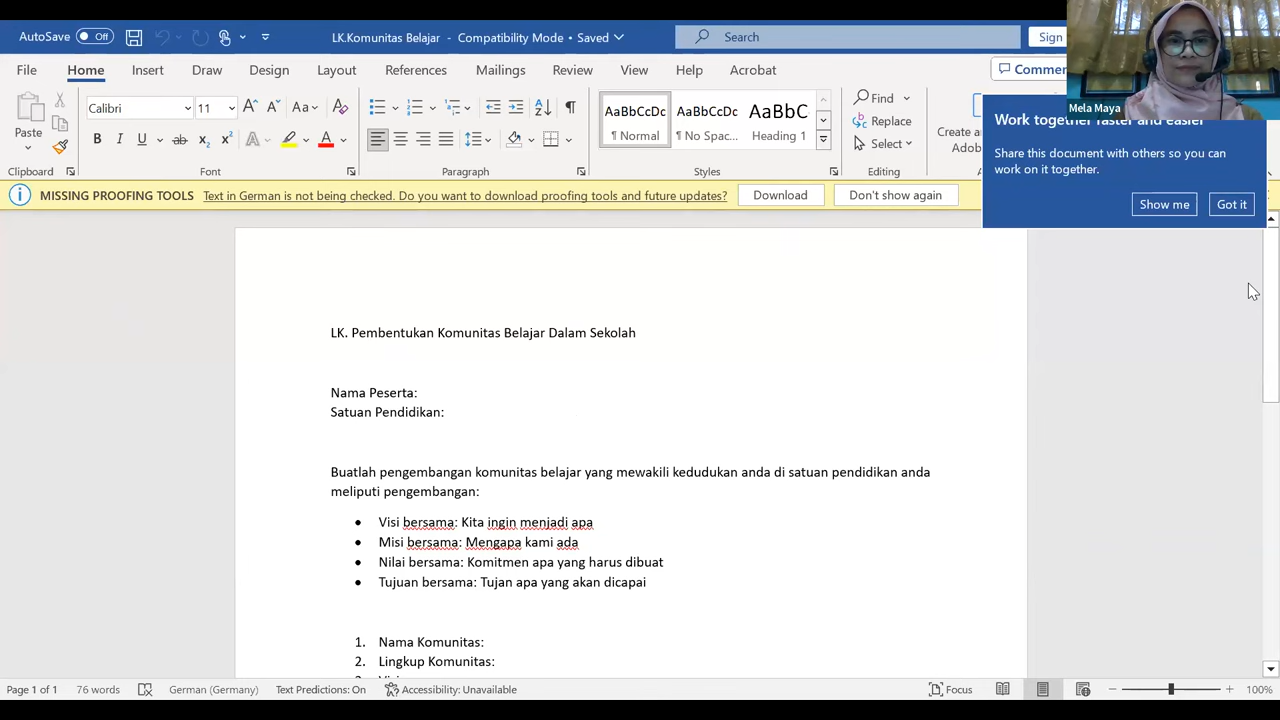 AutoSave Off
LK.Komunitas Belajar - Compatibility Mode • Saved
Search
Sign
File Home Insert Draw Design Layout References Mailings Review View Help Acrobat
Mela Maya
Paste
Calibri 11
Aa
B I U ab x₂ x² A A
AaBbCcDc AaBbCcDc AaBbC
¶ Normal ¶ No Spac... Heading 1
Find
Replace
Select
Create a
Clipboard Font Paragraph Styles Editing
Work together faster and easier
Share this document with others so you can
work on it together.
Show me Got it
MISSING PROOFING TOOLS Text in German is not being checked. Do you want to download proofing tools and future updates? Download Don't show again
LK. Pembentukan Komunitas Belajar Dalam Sekolah
Nama Peserta:
Satuan Pendidikan:
Buatlah pengembangan komunitas belajar yang mewakili kedudukan anda di satuan pendidikan anda
meliputi pengembangan:
• Visi bersama: Kita ingin menjadi apa
• Misi bersama: Mengapa kami ada
• Nilai bersama: Komitmen apa yang harus dibuat
• Tujuan bersama: Tujan apa yang akan dicapai
1. Nama Komunitas:
2. Lingkup Komunitas:
Page 1 of 1 76 words German (Germany) Text Predictions: On Accessibility: Unavailable Focus 100%